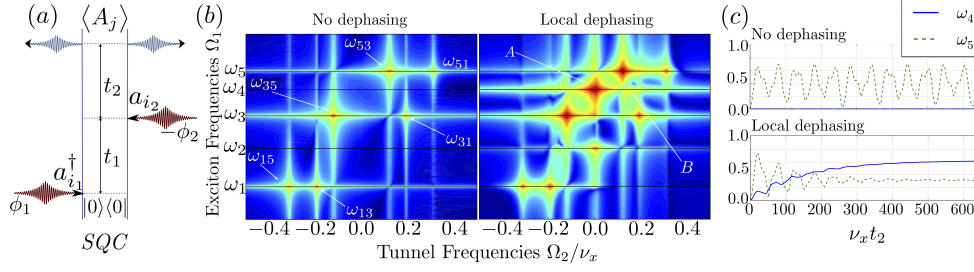 (a)
⟨A_j⟩
t_2
a_{i_2}
ϕ_2
t_1
a†_{i_1}
ϕ_1
|0⟩⟨0|
SQC
(b)
No dephasing
Local dephasing
Exciton Frequencies Ω_1
ω_5
ω_4
ω_3
ω_2
ω_1
ω_53
ω_51
ω_35
ω_31
ω_15
ω_13
A
B
−0.4 −0.2 0.0 0.2 0.4
−0.4 −0.2 0.0 0.2 0.4
Tunnel Frequencies Ω_2/ν_x
(c)
ω_4
ω_5
No dephasing
1.0
0.5
0.0
Local dephasing
1.0
0.5
0.0
0 100 200 300 400 500 600
ν_x t_2